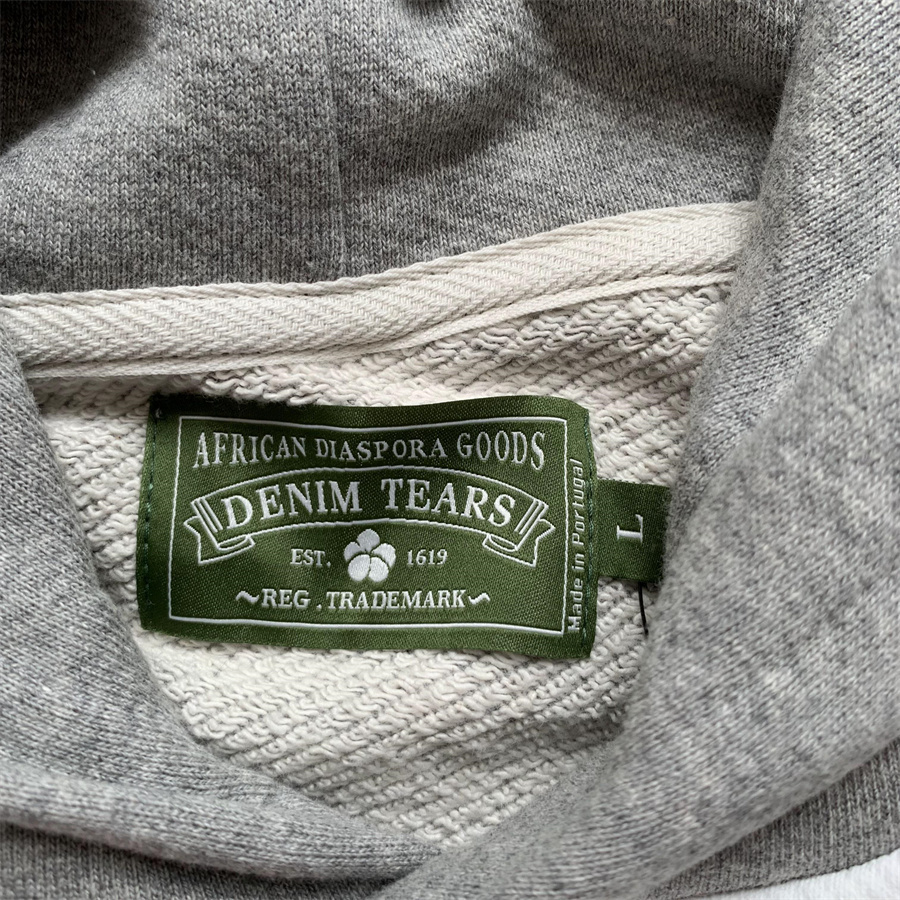 AFRICAN DIASPORA GOODS
DENIM TEARS
EST. 1619
~REG . TRADEMARK~
Made in Portugal
L